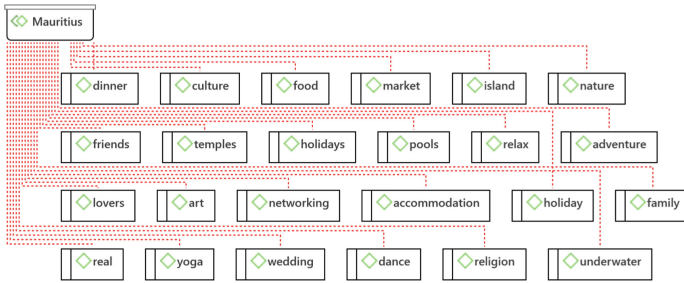 Mauritius
dinner culture food market island nature
friends temples holidays pools relax adventure
lovers art networking accommodation holiday family
real yoga wedding dance religion underwater